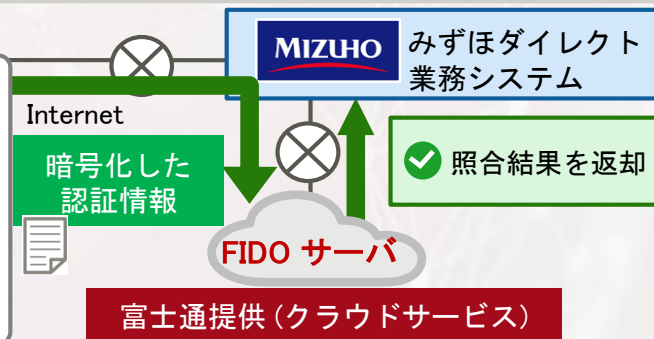 MIZUHO
みずほダイレクト
業務システム
Internet
暗号化した
認証情報
照合結果を返却
FIDO サーバ
富士通提供(クラウドサービス)